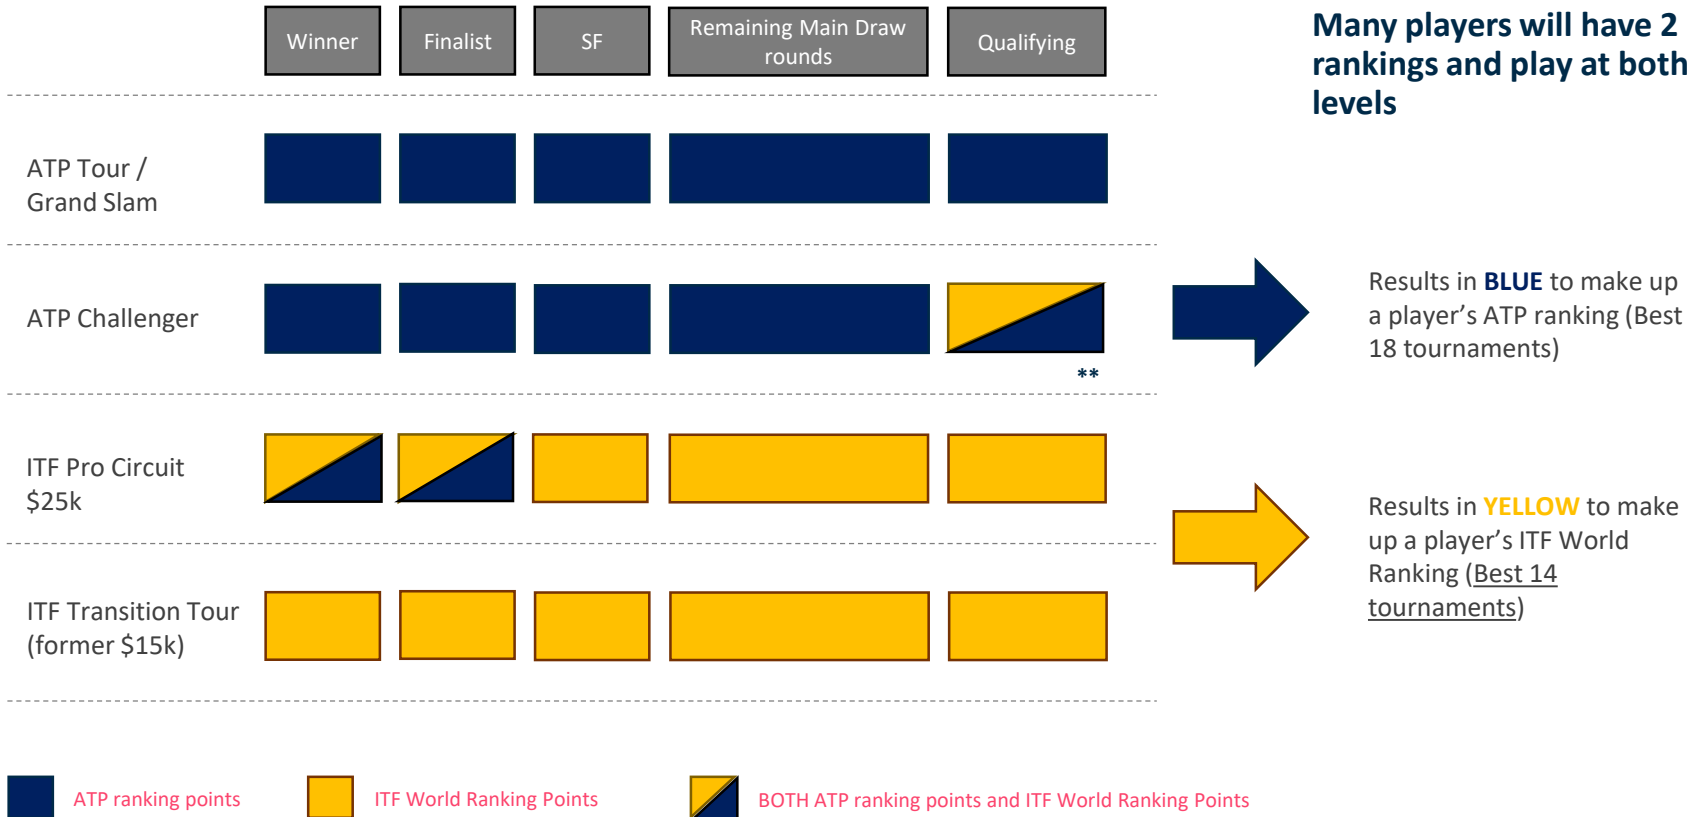 Winner
Finalist
SF
Remaining Main Draw
rounds
Qualifying
Many players will have 2
rankings and play at both
levels
ATP Tour /
Grand Slam
ATP Challenger
**
Results in BLUE to make up
a player’s ATP ranking (Best
18 tournaments)
ITF Pro Circuit
$25k
Results in YELLOW to make
up a player’s ITF World
Ranking (Best 14
tournaments)
ITF Transition Tour
(former $15k)
ATP ranking points
ITF World Ranking Points
BOTH ATP ranking points and ITF World Ranking Points